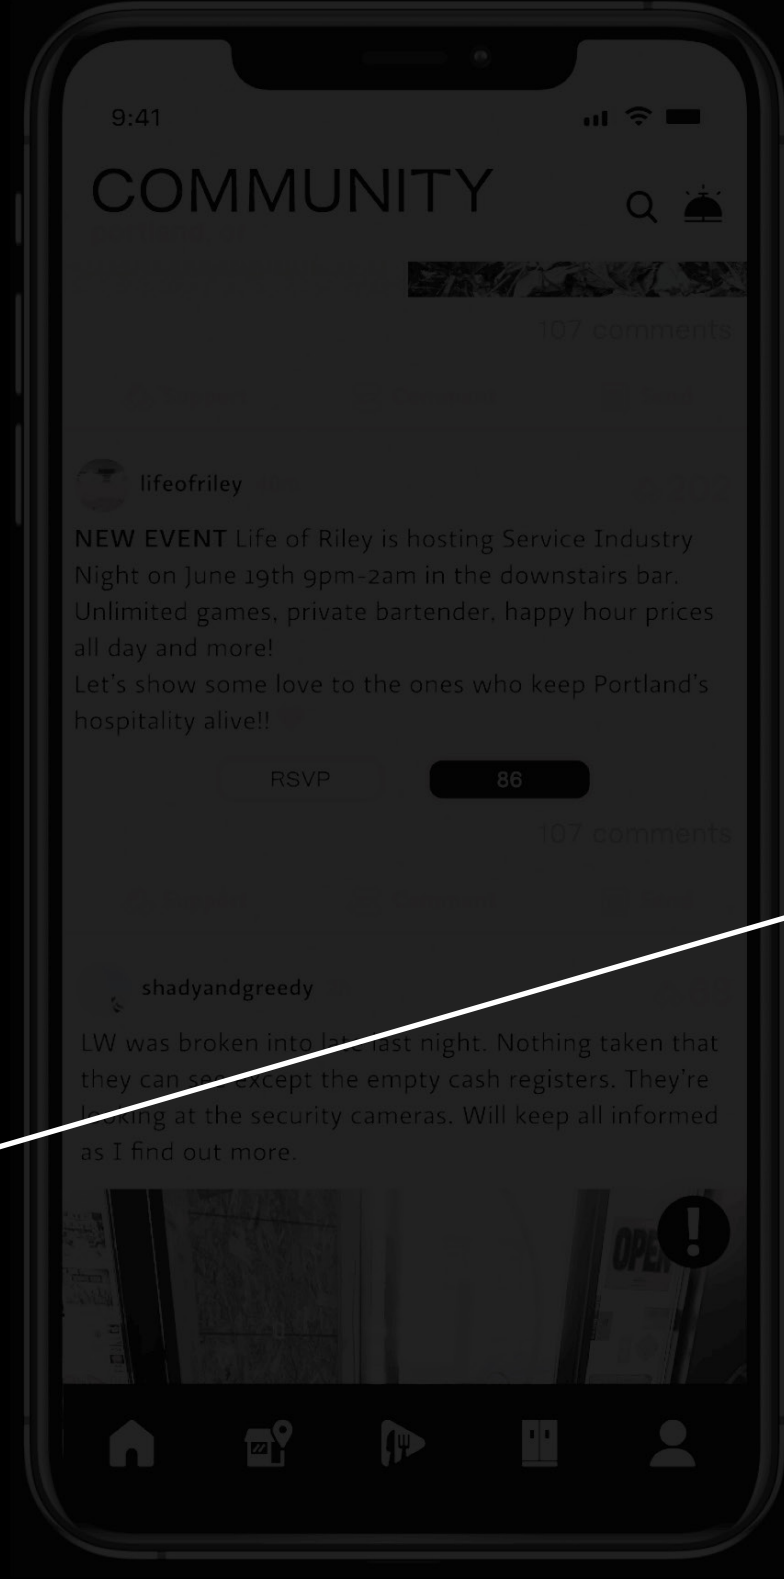 9:41
COMMUNITY
portland, or
107 comments
lifeofriley
NEW EVENT Life of Riley is hosting Service Industry
Night on June 19th 9pm-2am in the downstairs bar.
Unlimited games, private bartender, happy hour prices
all day and more!
Let's show some love to the ones who keep Portland's
hospitality alive!!
RSVP 86
107 comments
shadyandgreedy
LW was broken into late last night. Nothing taken that
they can see except the empty cash registers. They're
looking at the security cameras. Will keep all informed
as I find out more.
OPEN
!